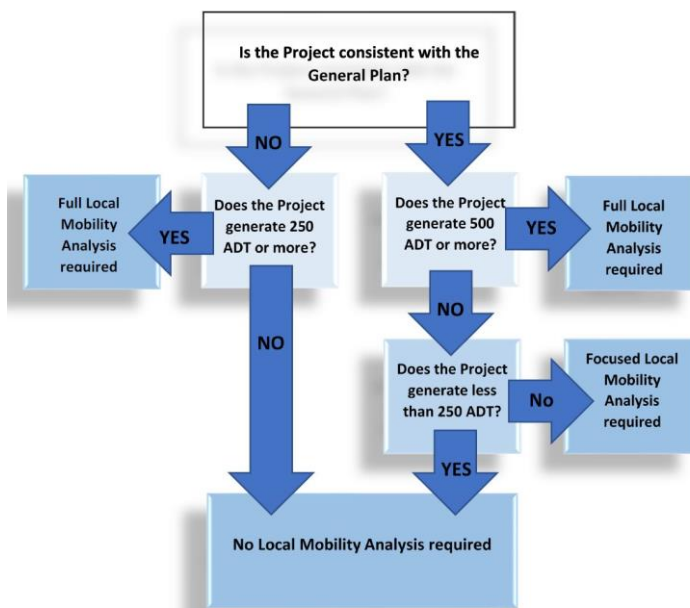 Is the Project consistent with the
General Plan?
NO
YES
Full Local
Mobility
Analysis
required
YES
Does the Project
generate 250
ADT or more?
Does the Project
generate 500
ADT or more?
YES
Full Local
Mobility
Analysis
required
NO
NO
Does the Project
generate less
than 250 ADT?
No
Focused Local
Mobility
Analysis
required
YES
No Local Mobility Analysis required